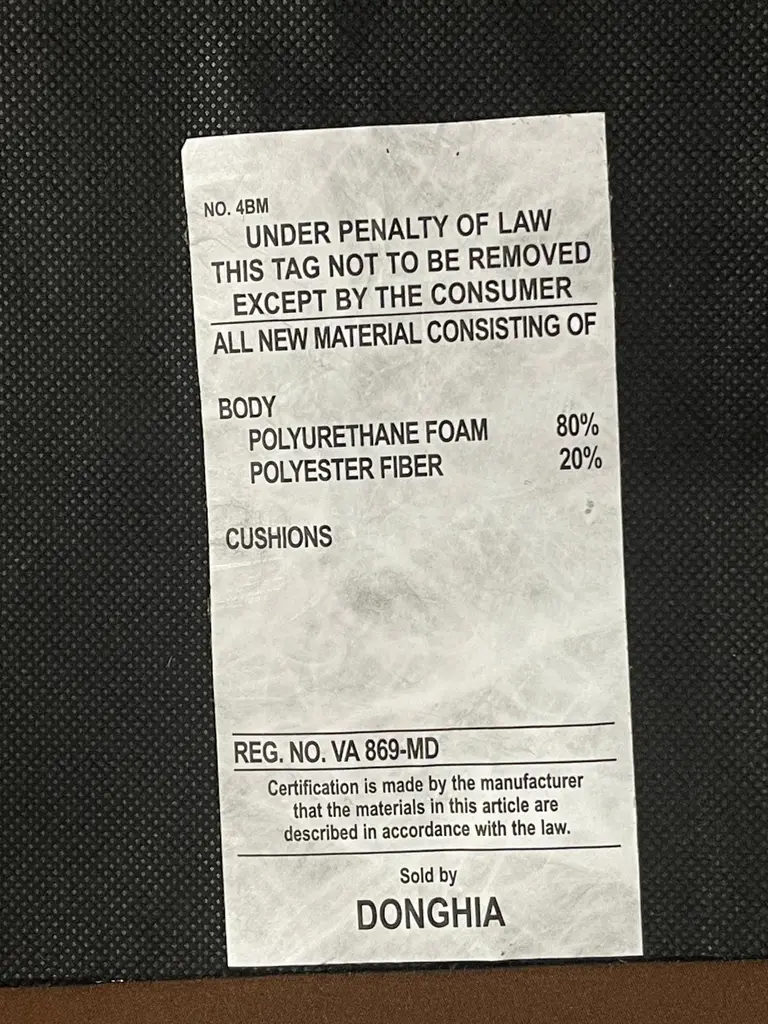 NO. 4BM
UNDER PENALTY OF LAW
THIS TAG NOT TO BE REMOVED
EXCEPT BY THE CONSUMER
ALL NEW MATERIAL CONSISTING OF
BODY
POLYURETHANE FOAM 80%
POLYESTER FIBER 20%
CUSHIONS
REG. NO. VA 869-MD
Certification is made by the manufacturer
that the materials in this article are
described in accordance with the law.
Sold by
DONGHIA